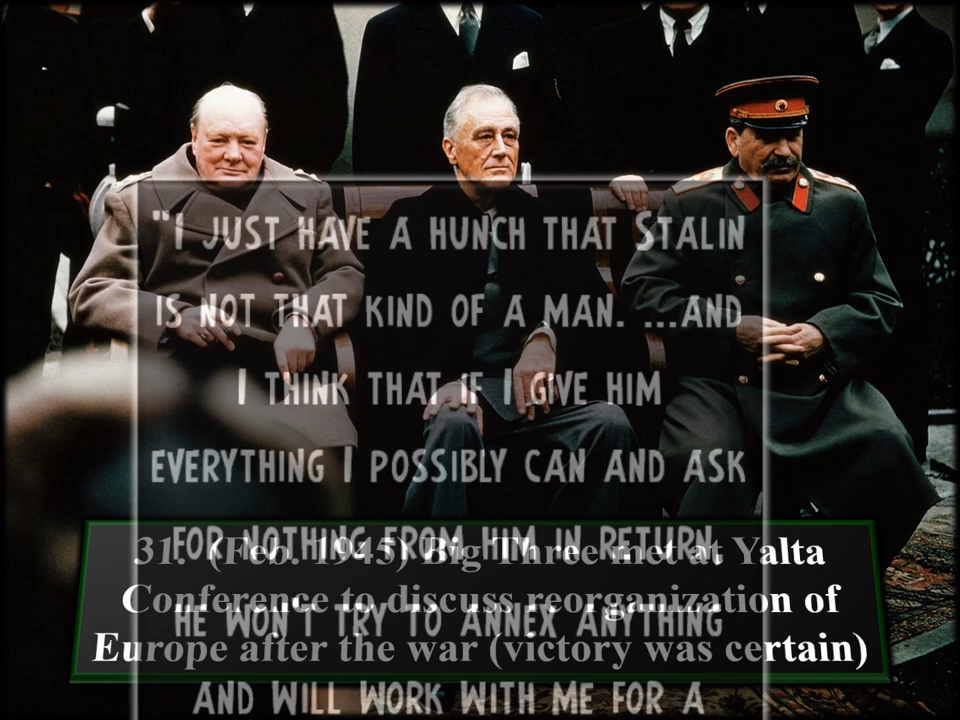 "I JUST HAVE A HUNCH THAT STALIN
IS NOT THAT KIND OF A MAN. ...AND
I THINK THAT IF I GIVE HIM
EVERYTHING I POSSIBLY CAN AND ASK
FOR NOTHING FROM HIM IN RETURN,
HE WON'T TRY TO ANNEX ANYTHING
AND WILL WORK WITH ME FOR A
31. (Feb. 1945) Big Three met at Yalta
Conference to discuss reorganization of
Europe after the war (victory was certain)